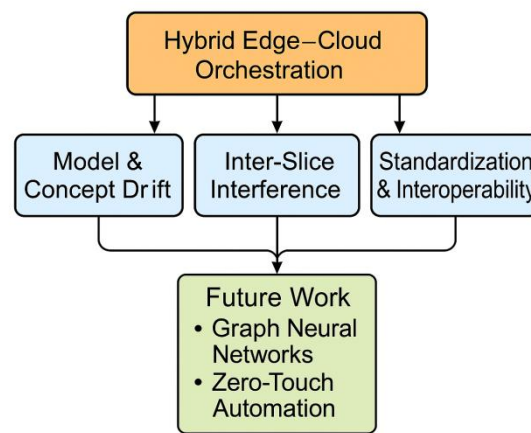 Hybrid Edge–Cloud
Orchestration
Model &
Concept Drift
Inter-Slice
Interference
Standardization
& Interoperability
Future Work
• Graph Neural
Networks
• Zero-Touch
Automation